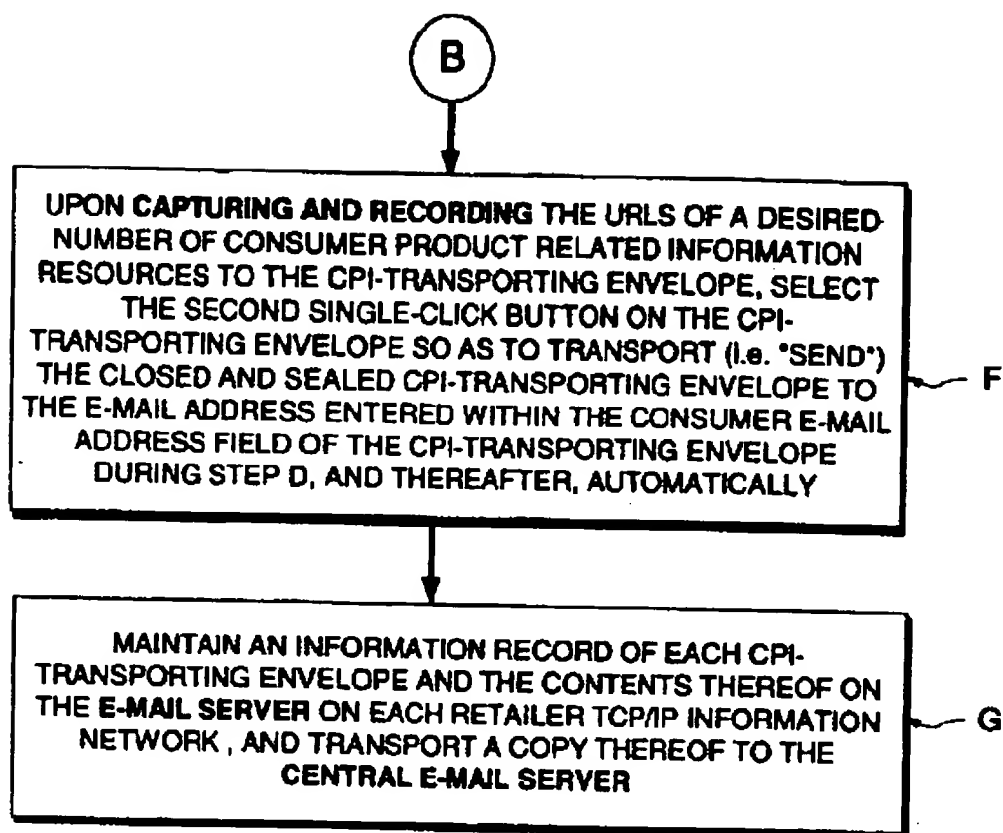 B
UPON CAPTURING AND RECORDING THE URLS OF A DESIRED
NUMBER OF CONSUMER PRODUCT RELATED INFORMATION
RESOURCES TO THE CPI-TRANSPORTING ENVELOPE, SELECT
THE SECOND SINGLE-CLICK BUTTON ON THE CPI-
TRANSPORTING ENVELOPE SO AS TO TRANSPORT (i.e. "SEND")
THE CLOSED AND SEALED CPI-TRANSPORTING ENVELOPE TO
THE E-MAIL ADDRESS ENTERED WITHIN THE CONSUMER E-MAIL
ADDRESS FIELD OF THE CPI-TRANSPORTING ENVELOPE
DURING STEP D, AND THEREAFTER, AUTOMATICALLY
F
MAINTAIN AN INFORMATION RECORD OF EACH CPI-
TRANSPORTING ENVELOPE AND THE CONTENTS THEREOF ON
THE E-MAIL SERVER ON EACH RETAILER TCP/IP INFORMATION
NETWORK , AND TRANSPORT A COPY THEREOF TO THE
CENTRAL E-MAIL SERVER
G